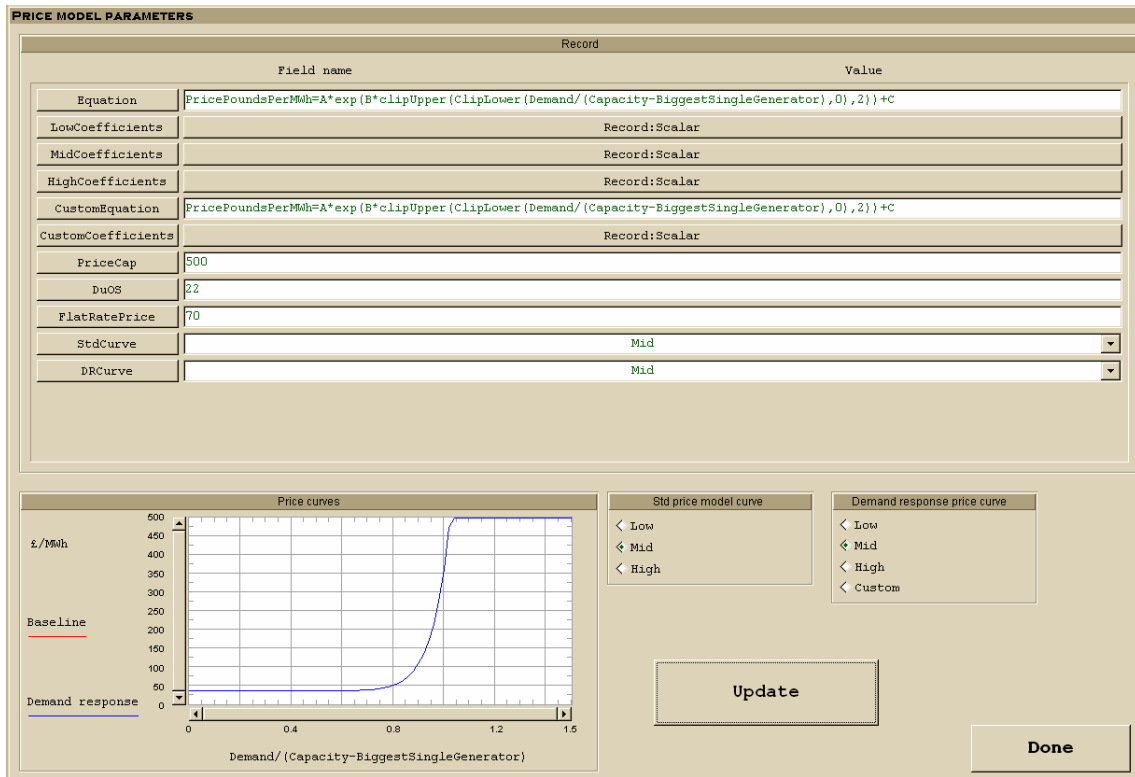 PRICE MODEL PARAMETERS
Record
Field name Value
Equation PricePoundsPerMWh=A*exp(B*clipUpper(ClipLower(Demand/(Capacity-BiggestSingleGenerator),0),2))+C
LowCoefficients Record:Scalar
MidCoefficients Record:Scalar
HighCoefficients Record:Scalar
CustomEquation PricePoundsPerMWh=A*exp(B*clipUpper(ClipLower(Demand/(Capacity-BiggestSingleGenerator),0),2))+C
CustomCoefficients Record:Scalar
PriceCap 500
DuOS 22
FlatRatePrice 70
StdCurve Mid
DRCurve Mid
Price curves
£/MWh
Baseline
Demand response
500
450
400
350
300
250
200
150
100
50
0
0 0.4 0.8 1.2 1.5
Demand/(Capacity-BiggestSingleGenerator)
Std price model curve
Low
Mid
High
Demand response price curve
Low
Mid
High
Custom
Update
Done